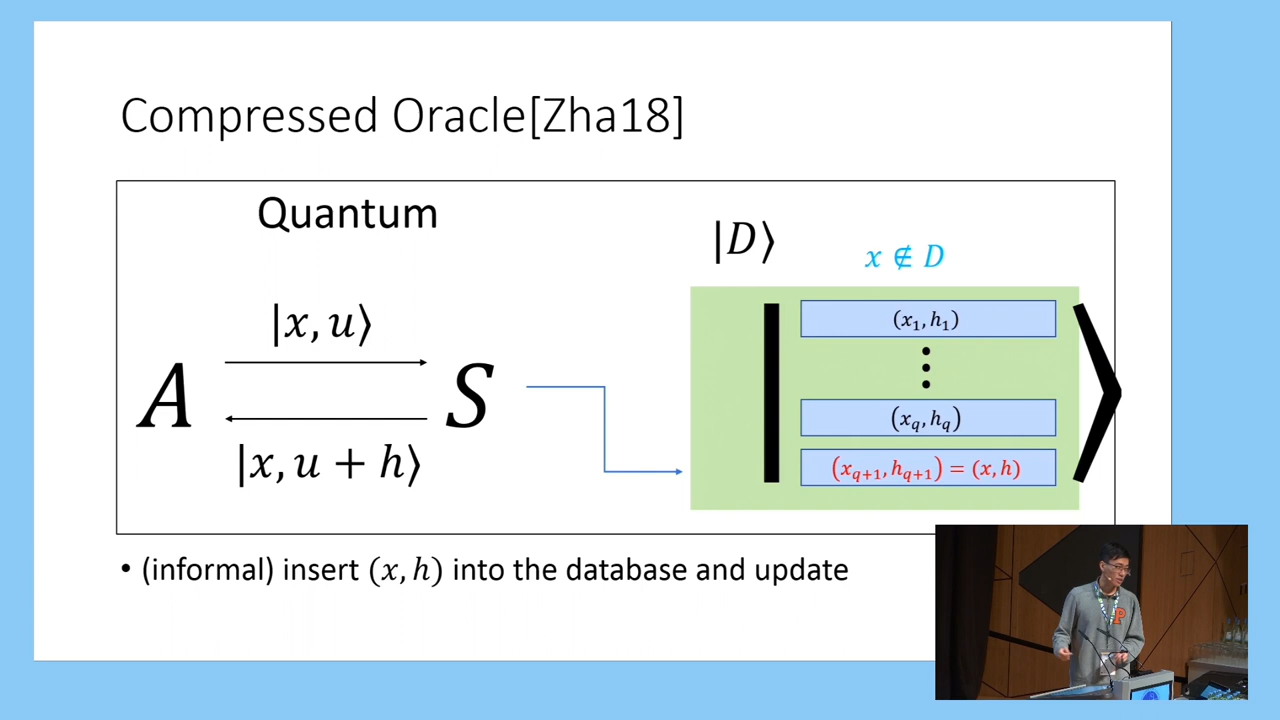 Compressed Oracle[Zha18]
Quantum
|D⟩
x ∉ D
|x, u⟩
A
S
|x, u + h⟩
(x₁, h₁)
⋮
(x_q, h_q)
(x_{q+1}, h_{q+1}) = (x, h)
• (informal) insert (x, h) into the database and update
P